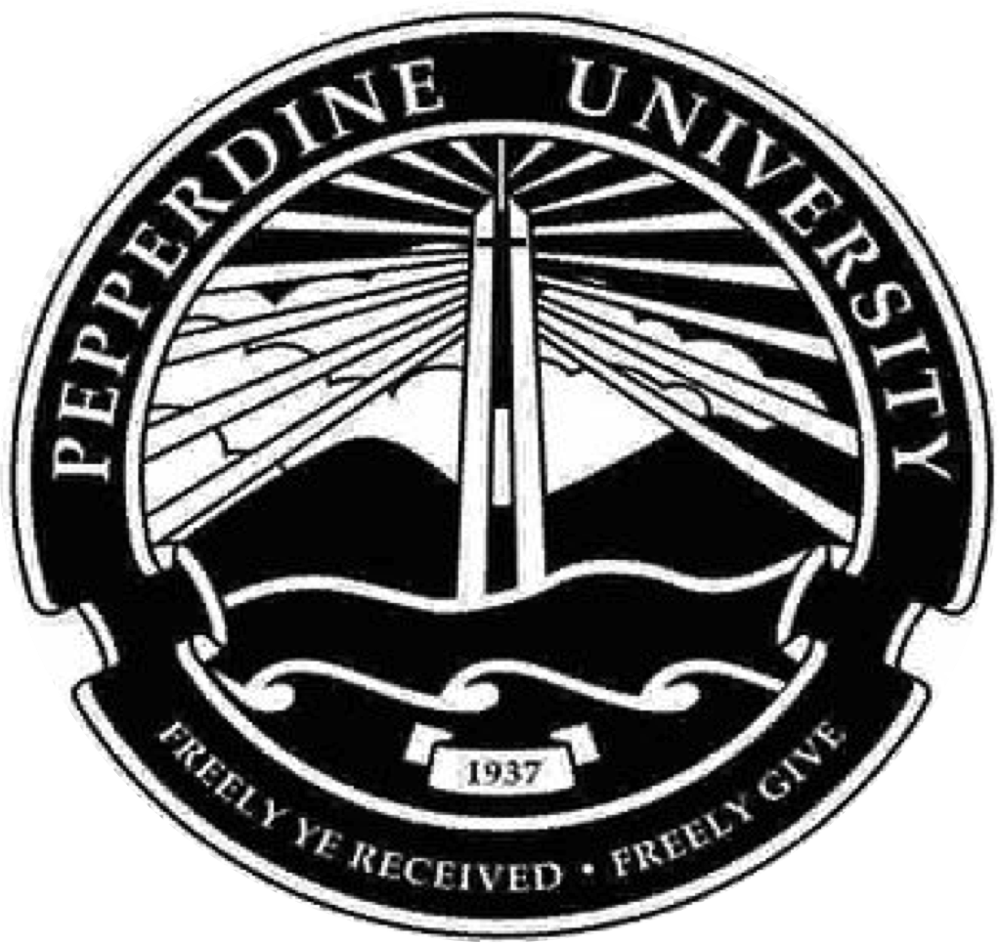 PEPPERDINE UNIVERSITY
1937
FREELY YE RECEIVED • FREELY GIVE